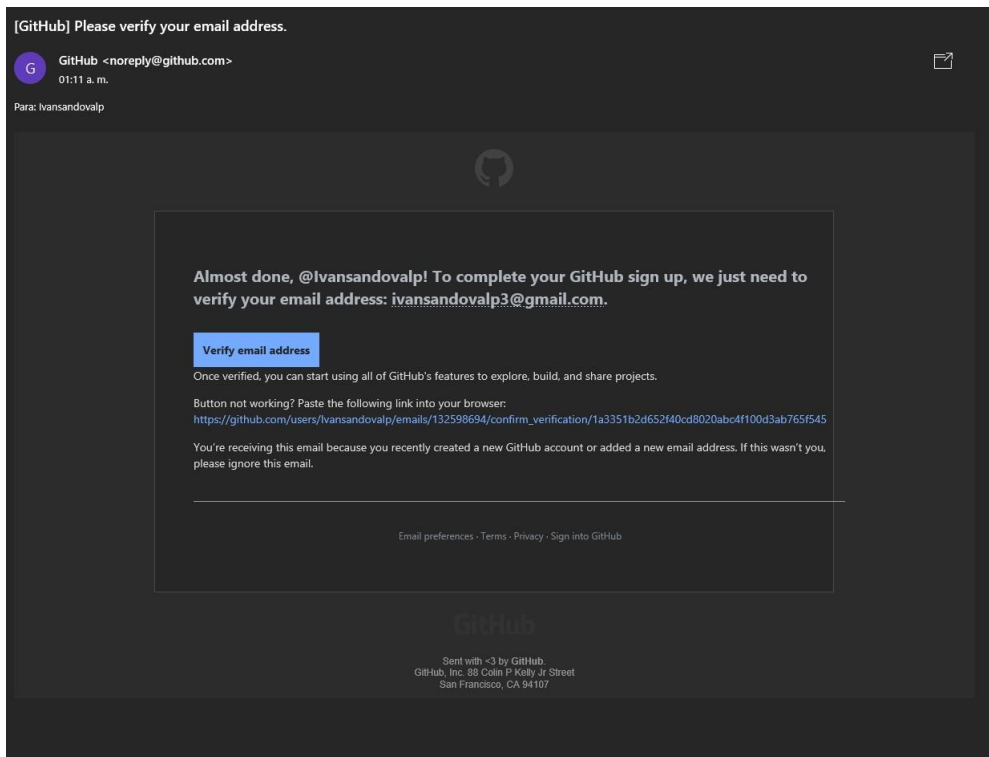 [GitHub] Please verify your email address.
G
GitHub <noreply@github.com>
01:11 a. m.
Para: Ivansandovalp
Almost done, @Ivansandovalp! To complete your GitHub sign up, we just need to
verify your email address: ivansandovalp3@gmail.com.
Verify email address
Once verified, you can start using all of GitHub's features to explore, build, and share projects.
Button not working? Paste the following link into your browser:
https://github.com/users/Ivansandovalp/emails/132598694/confirm_verification/1a3351b2d652f40cd8020abc4f100d3ab765f545
You're receiving this email because you recently created a new GitHub account or added a new email address. If this wasn't you,
please ignore this email.
Email preferences · Terms · Privacy · Sign into GitHub
GitHub
Sent with <3 by GitHub.
GitHub, Inc. 88 Colin P Kelly Jr Street
San Francisco, CA 94107